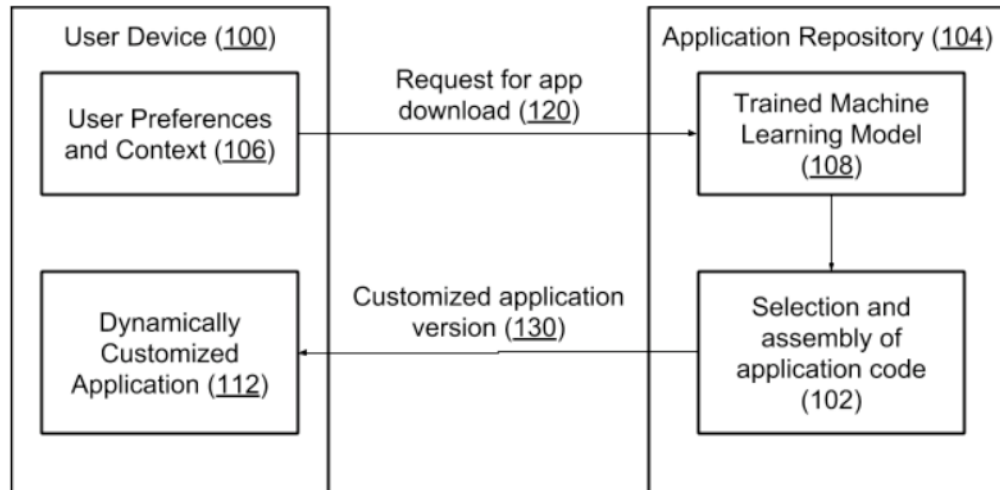 User Device (100)
User Preferences
and Context (106)
Request for app
download (120)
Application Repository (104)
Trained Machine
Learning Model
(108)
Dynamically
Customized
Application (112)
Customized application
version (130)
Selection and
assembly of
application code
(102)